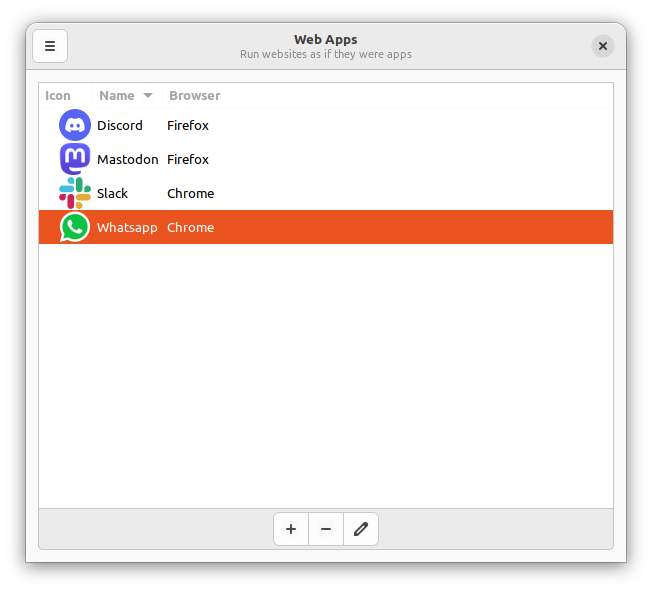 Web Apps
Run websites as if they were apps
Icon Name Browser
Discord Firefox
Mastodon Firefox
Slack Chrome
Whatsapp Chrome